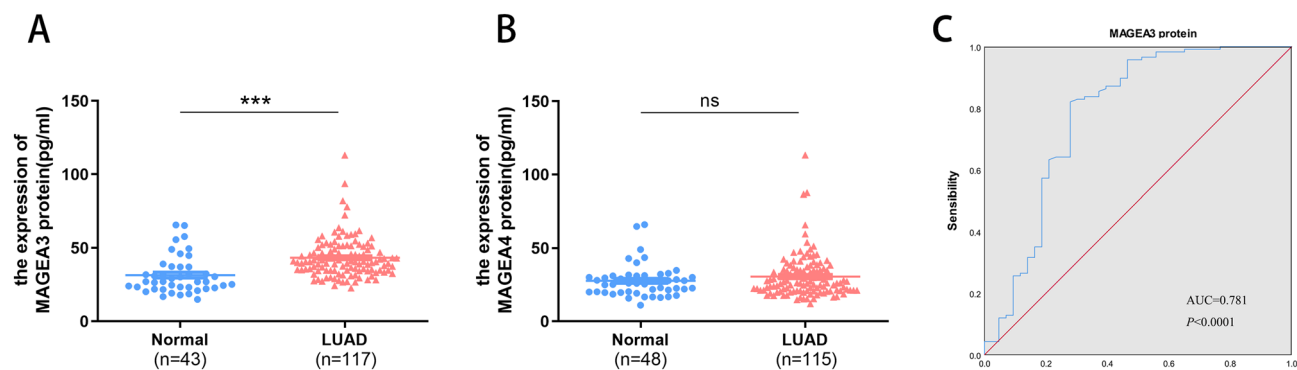 A
the expression of
MAGEA3 protein(pg/ml)
150
100
50
0
***
Normal
(n=43)
LUAD
(n=117)
B
the expression of
MAGEA4 protein(pg/ml)
150
100
50
0
ns
Normal
(n=48)
LUAD
(n=115)
C
MAGEA3 protein
Sensibility
1.0
0.8
0.6
0.4
0.2
0.0
AUC=0.781
P<0.0001
0.0
0.2
0.4
0.6
0.8
1.0